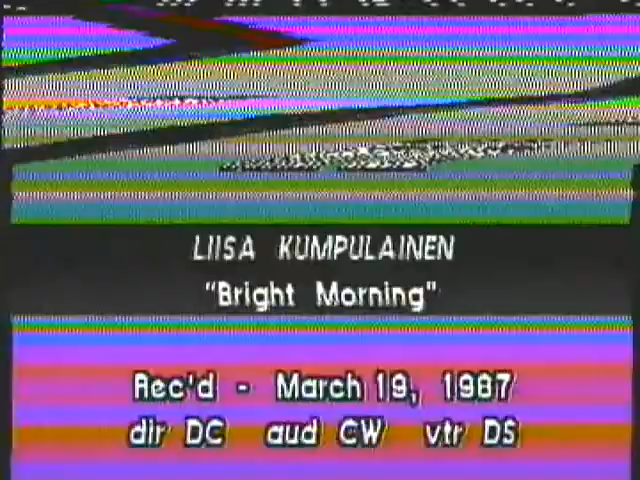 LIISA KUMPULAINEN
"Bright Morning"
Rec'd - March 19, 1987
dir DC aud CW vtr DS